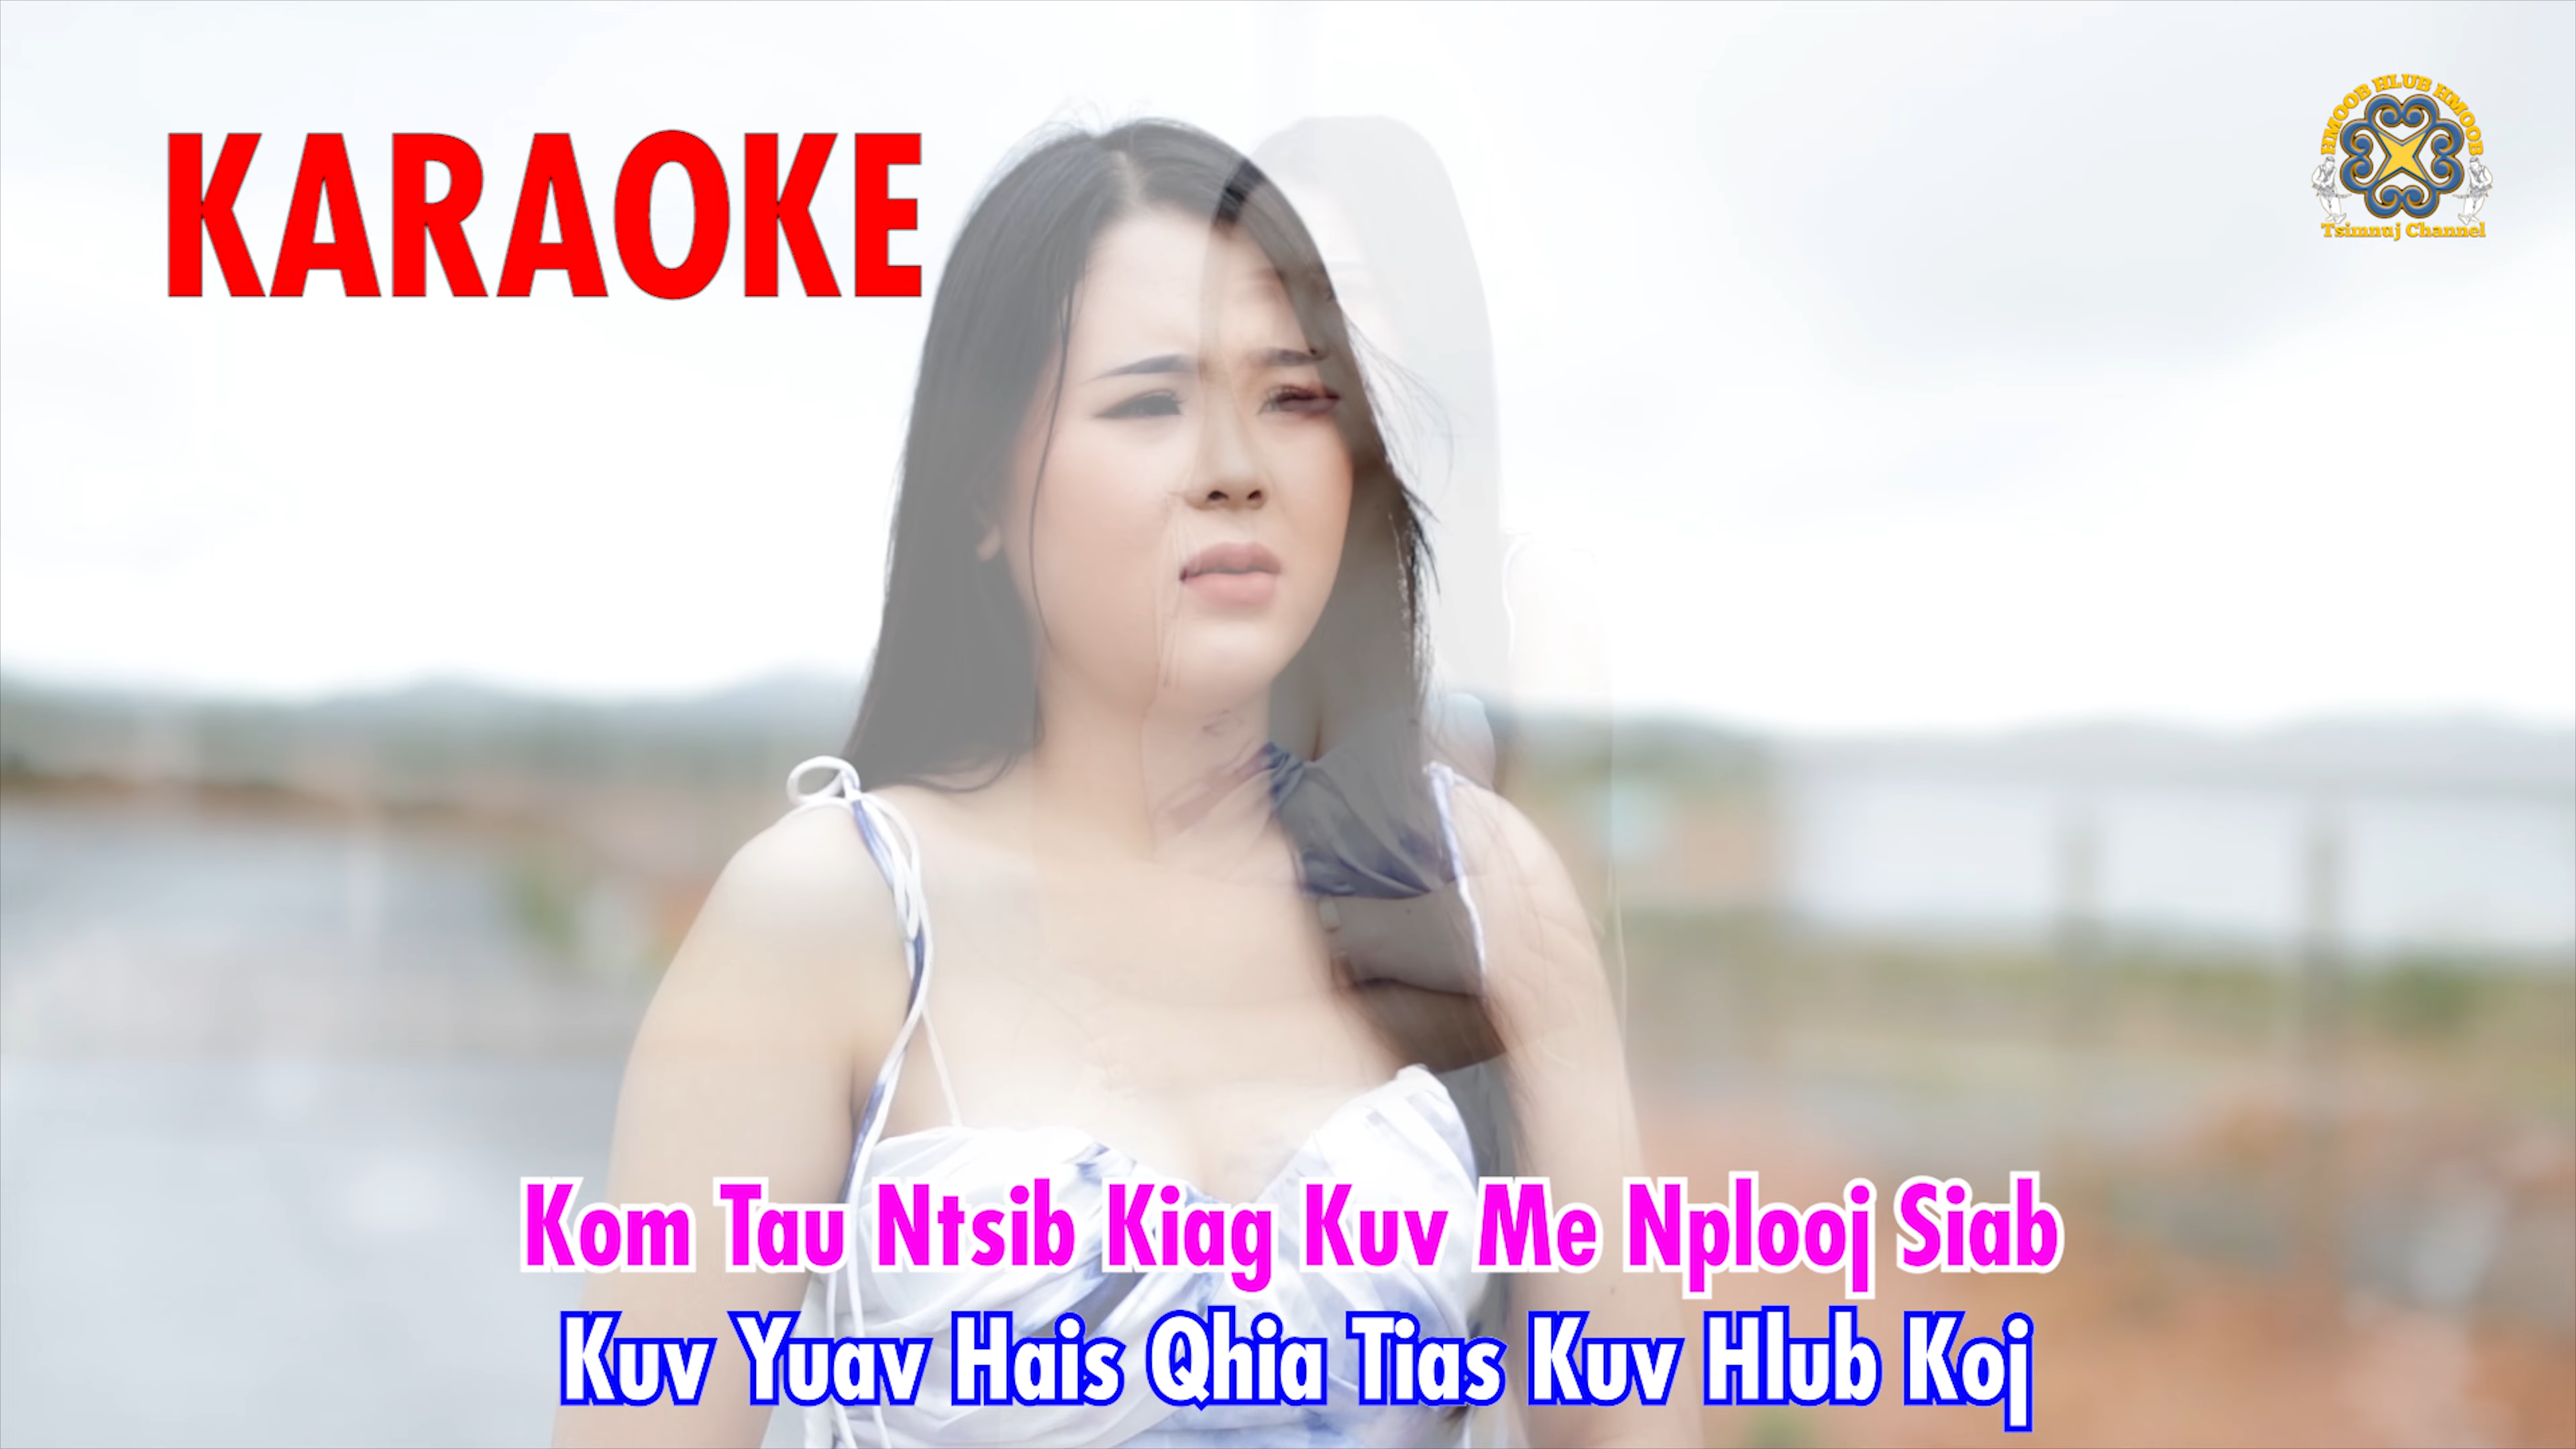 KARAOKE
HMOOB HLUB HMOOB
Tsimnuj Channel
Kom Tau Ntsib Kiag Kuv Me Nplooj Siab
Kuv Yuav Hais Qhia Tias Kuv Hlub Koj